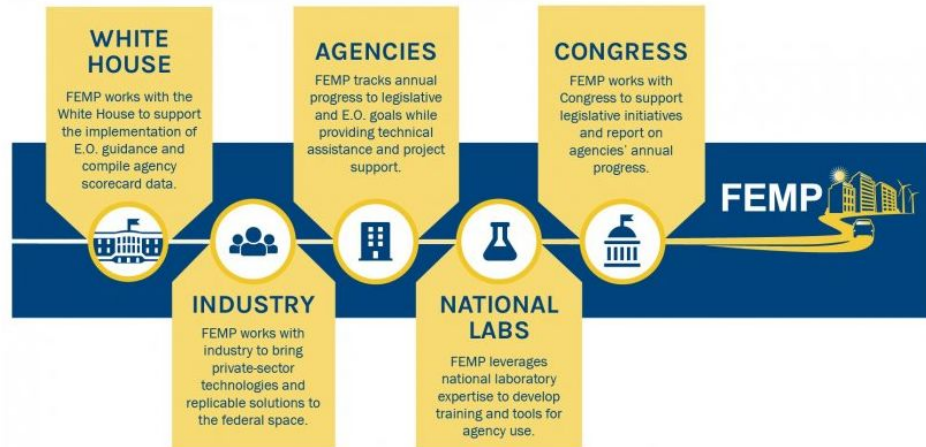 WHITE
HOUSE
FEMP works with the
White House to support
the implementation of
E.O. guidance and
compile agency
scorecard data.
INDUSTRY
FEMP works with
industry to bring
private-sector
technologies and
replicable solutions to
the federal space.
AGENCIES
FEMP tracks annual
progress to legislative
and E.O. goals while
providing technical
assistance and project
support.
NATIONAL
LABS
FEMP leverages
national laboratory
expertise to develop
training and tools for
agency use.
CONGRESS
FEMP works with
Congress to support
legislative initiatives
and report on
agencies’ annual
progress.
FEMP